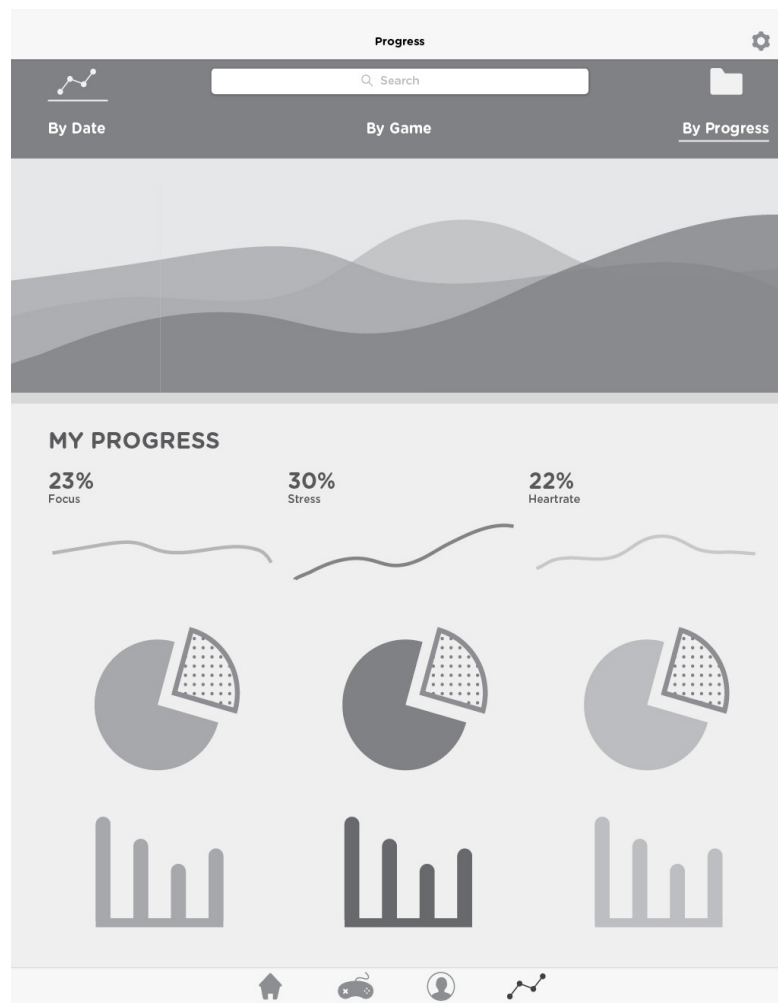 Progress
Search
By Date By Game By Progress
MY PROGRESS
23% 30% 22%
Focus Stress Heartrate